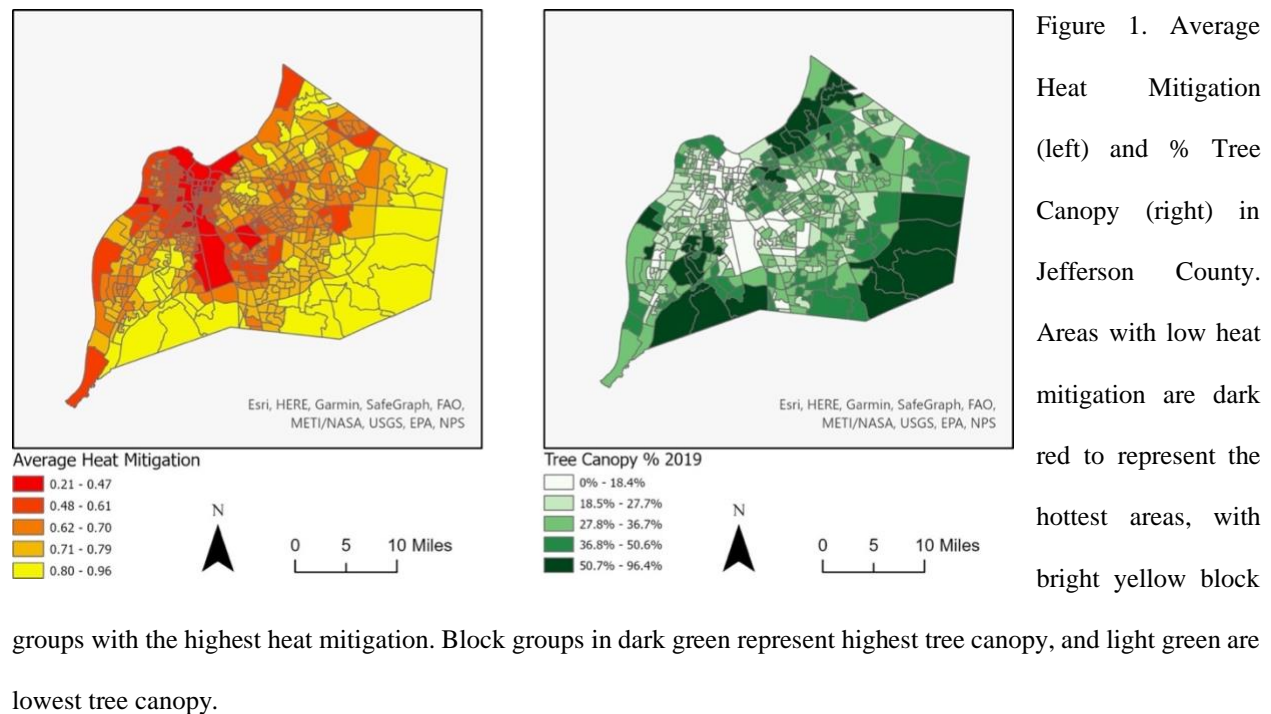 Esri, HERE, Garmin, SafeGraph, FAO,
METI/NASA, USGS, EPA, NPS
Average Heat Mitigation
0.21 - 0.47
0.48 - 0.61
0.62 - 0.70
0.71 - 0.79
0.80 - 0.96
N
0 5 10 Miles
Esri, HERE, Garmin, SafeGraph, FAO,
METI/NASA, USGS, EPA, NPS
Tree Canopy % 2019
0% - 18.4%
18.5% - 27.7%
27.8% - 36.7%
36.8% - 50.6%
50.7% - 96.4%
N
0 5 10 Miles
Figure 1. Average
Heat Mitigation
(left) and % Tree
Canopy (right) in
Jefferson County.
Areas with low heat
mitigation are dark
red to represent the
hottest areas, with
bright yellow block
groups with the highest heat mitigation. Block groups in dark green represent highest tree canopy, and light green are
lowest tree canopy.